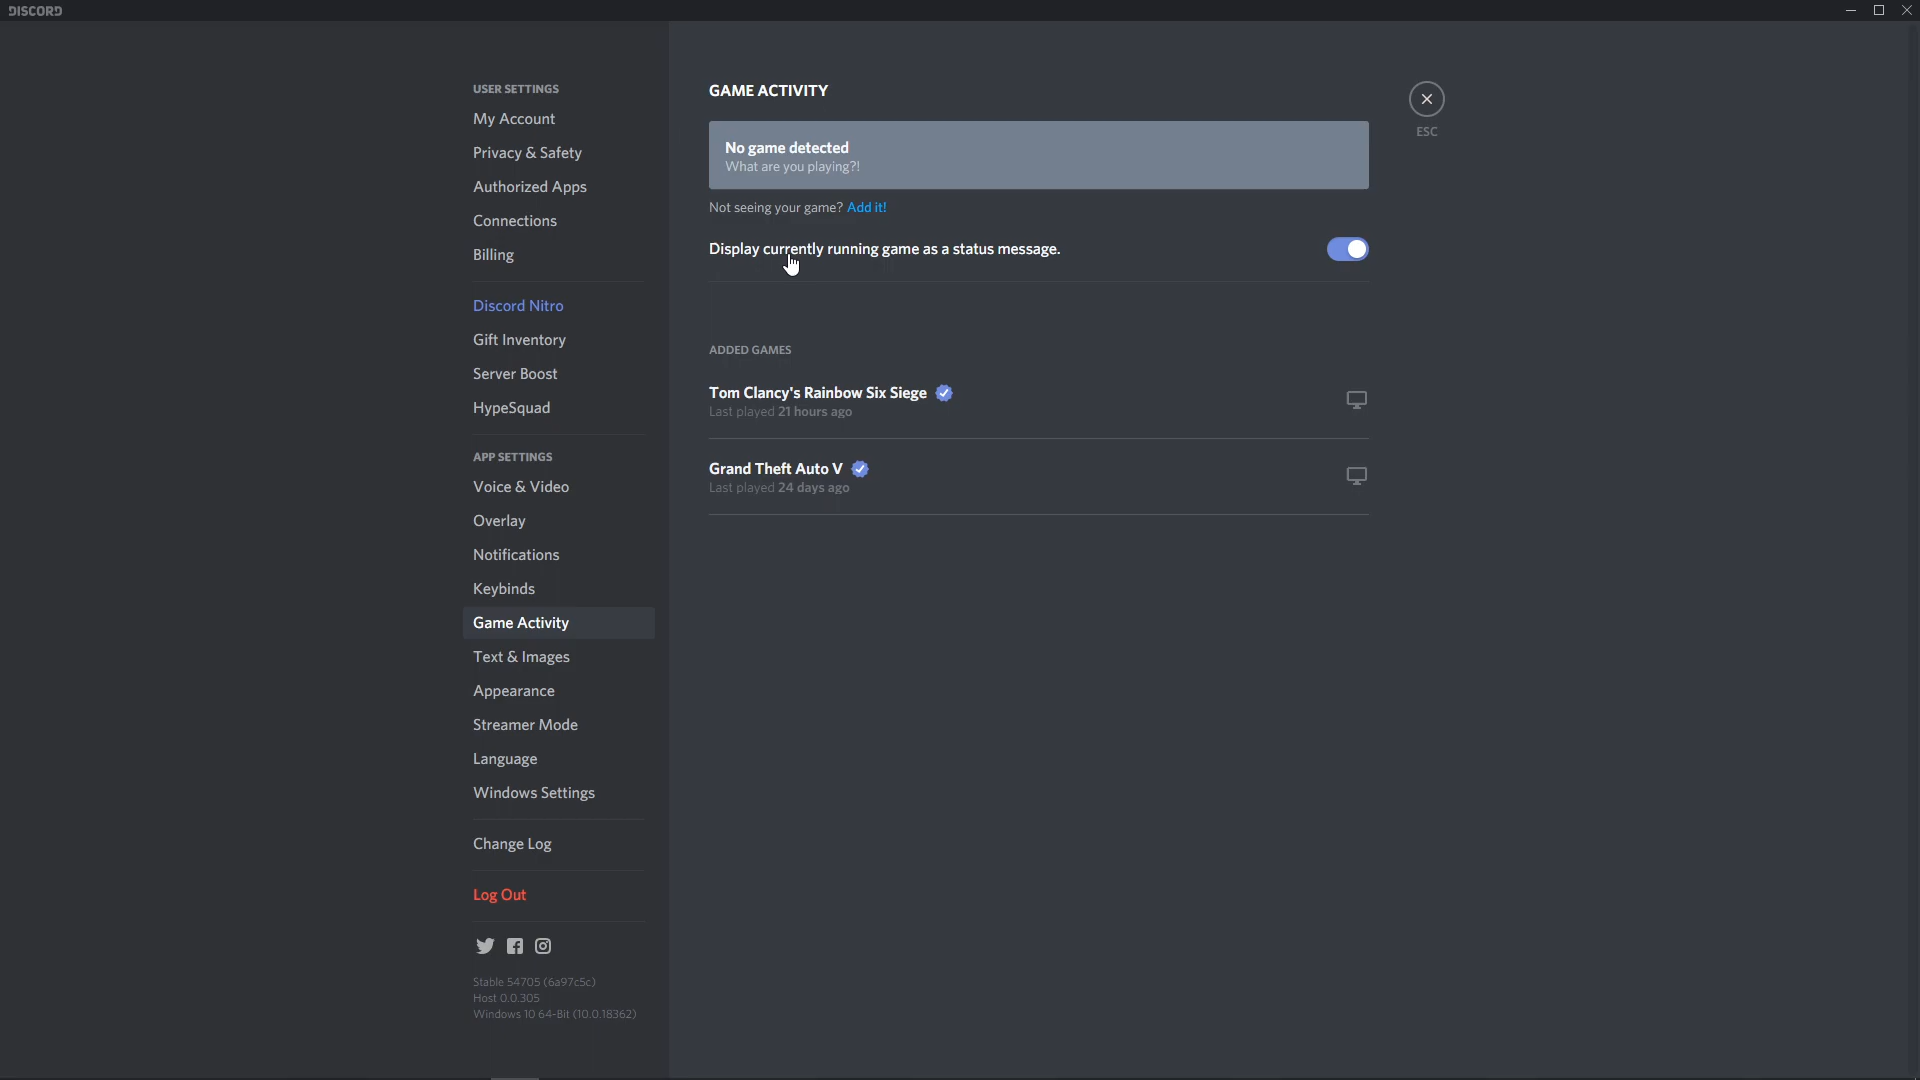 DISCORD
USER SETTINGS
My Account
Privacy & Safety
Authorized Apps
Connections
Billing
Discord Nitro
Gift Inventory
Server Boost
HypeSquad
APP SETTINGS
Voice & Video
Overlay
Notifications
Keybinds
Game Activity
Text & Images
Appearance
Streamer Mode
Language
Windows Settings
Change Log
Log Out
Stable 54705 (6a97c5c)
Host 0.0.305
Windows 10 64-Bit (10.0.18362)
GAME ACTIVITY
No game detected
What are you playing?!
Not seeing your game? Add it!
Display currently running game as a status message.
ADDED GAMES
Tom Clancy's Rainbow Six Siege
Last played 21 hours ago
Grand Theft Auto V
Last played 24 days ago
ESC